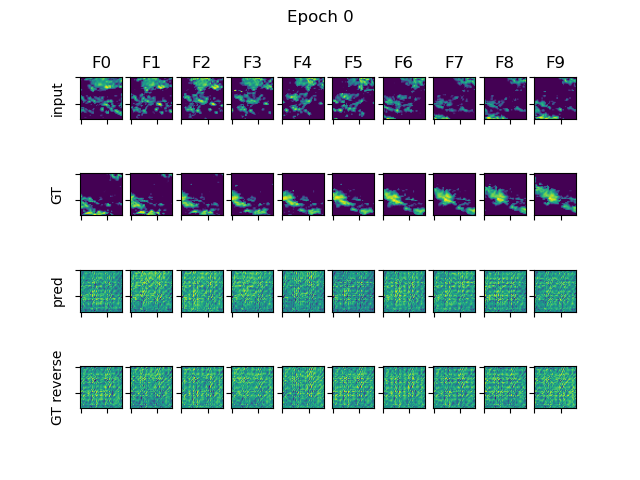 Epoch 0
F0 F1 F2 F3 F4 F5 F6 F7 F8 F9
input
GT
pred
GT reverse